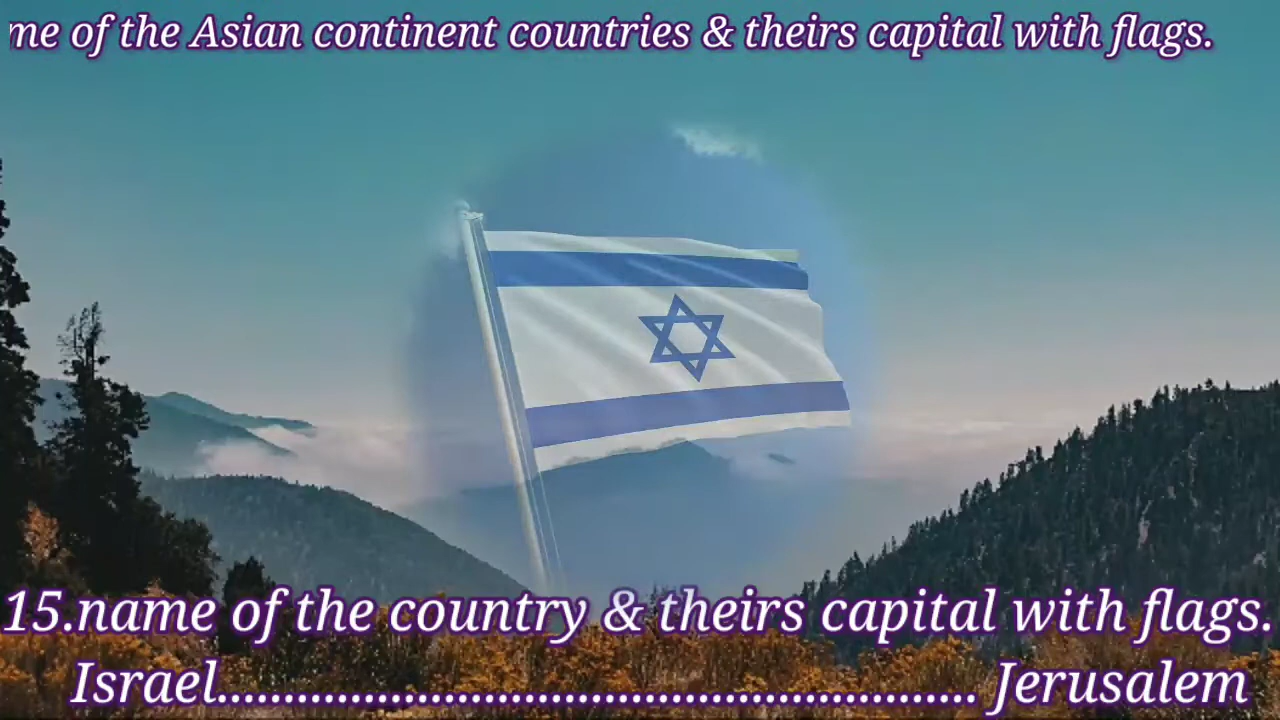 me of the Asian continent countries & theirs capital with flags.
15.name of the country & theirs capital with flags.
Israel.......................................................... Jerusalem